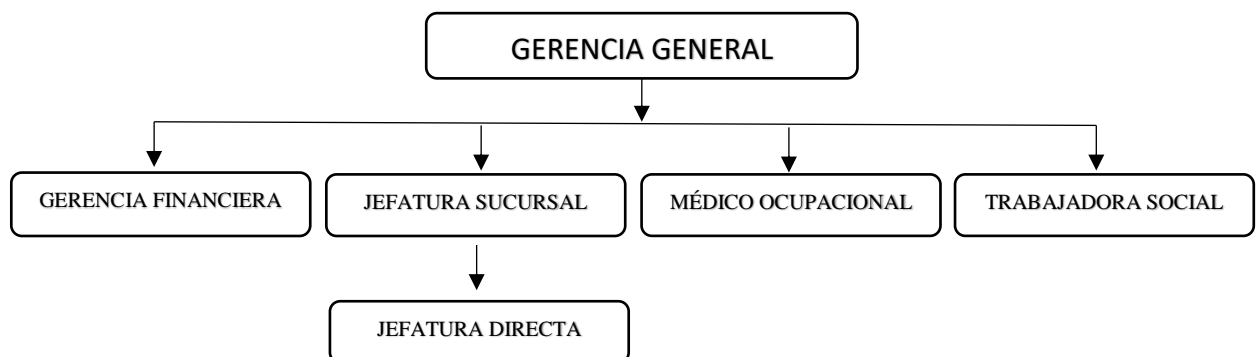 GERENCIA GENERAL
GERENCIA FINANCIERA
JEFATURA SUCURSAL
MÉDICO OCUPACIONAL
TRABAJADORA SOCIAL
JEFATURA DIRECTA